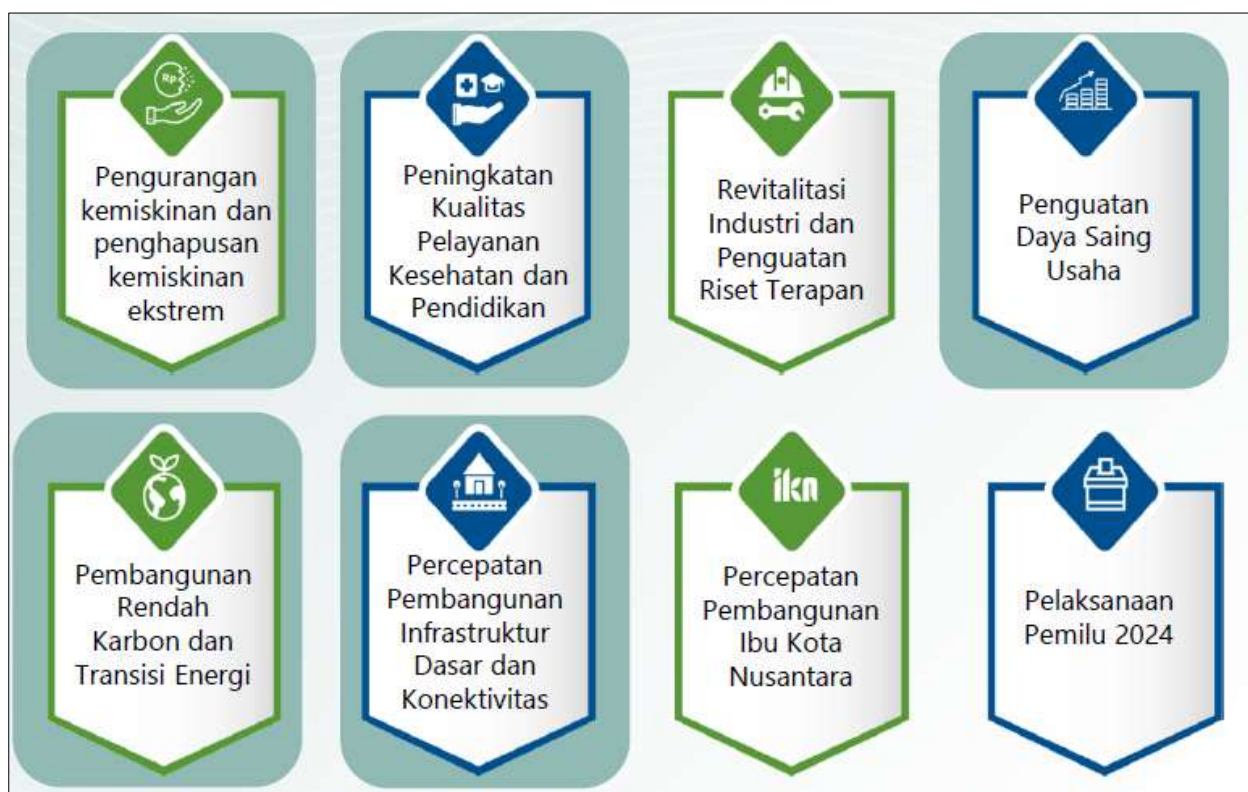 Rp
Pengurangan
kemiskinan dan
penghapusan
kemiskinan
ekstrem
Peningkatan
Kualitas
Pelayanan
Kesehatan dan
Pendidikan
Revitalitasi
Industri dan
Penguatan
Riset Terapan
Penguatan
Daya Saing
Usaha
Pembangunan
Rendah
Karbon dan
Transisi Energi
Percepatan
Pembangunan
Infrastruktur
Dasar dan
Konektivitas
ikn
Percepatan
Pembangunan
Ibu Kota
Nusantara
Pelaksanaan
Pemilu 2024